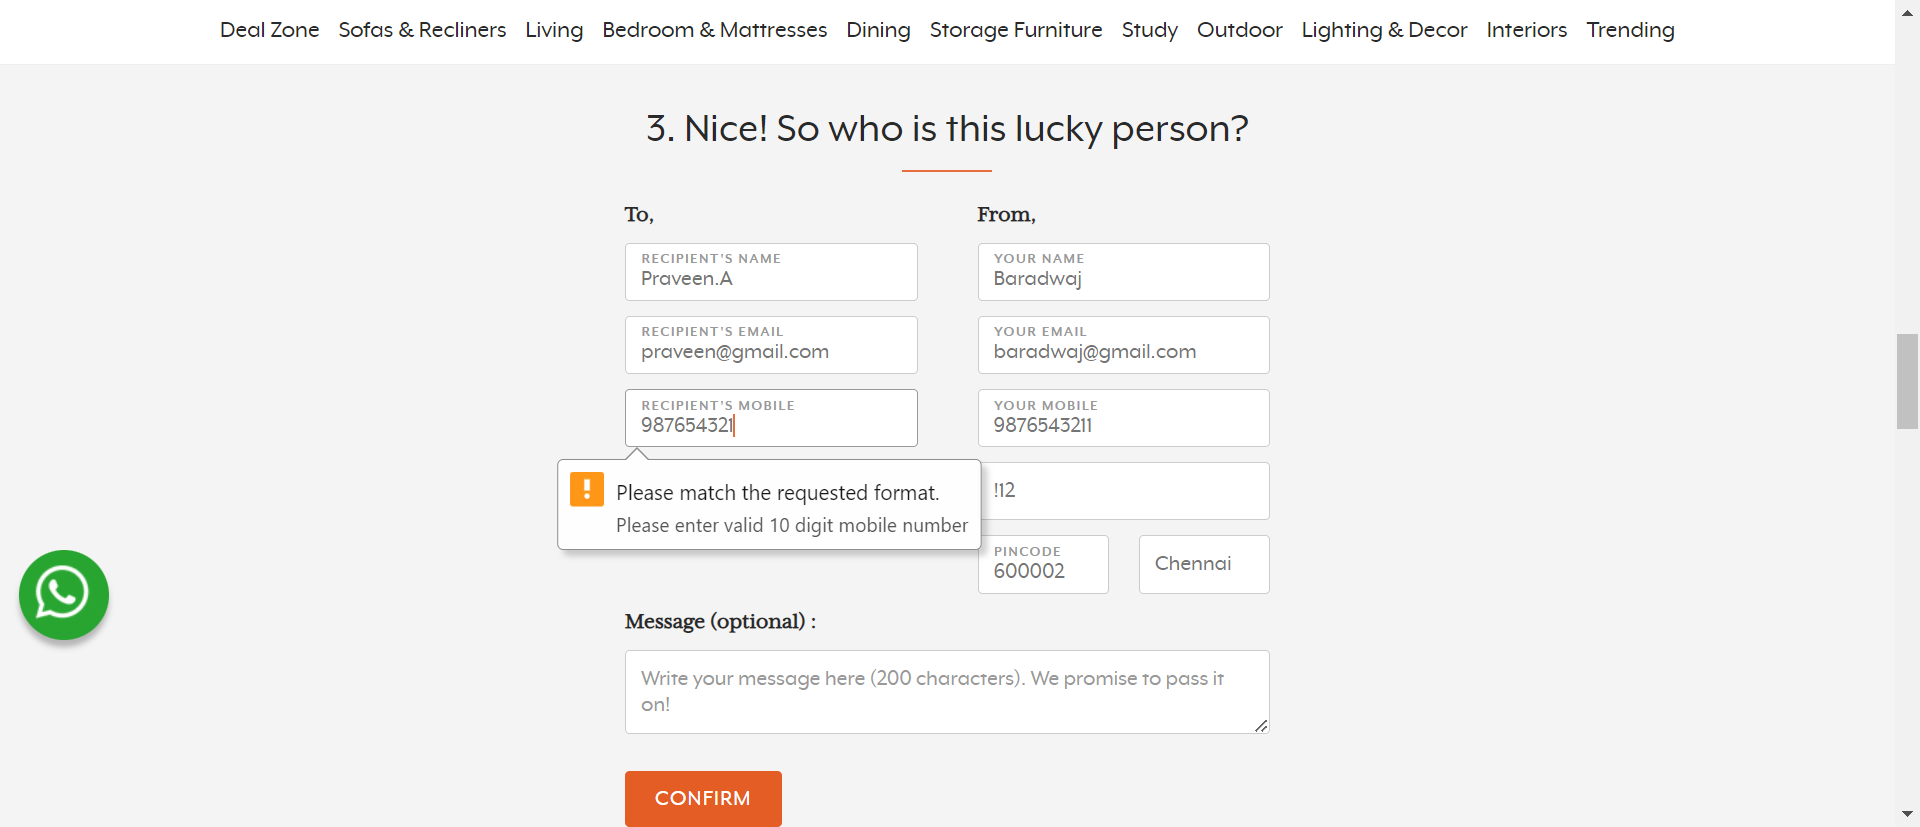 Deal Zone Sofas & Recliners Living Bedroom & Mattresses Dining Storage Furniture Study Outdoor Lighting & Decor Interiors Trending
3. Nice! So who is this lucky person?
To,
From,
RECIPIENT'S NAME
Praveen.A
YOUR NAME
Baradwaj
RECIPIENT'S EMAIL
praveen@gmail.com
YOUR EMAIL
baradwaj@gmail.com
RECIPIENT'S MOBILE
987654321
YOUR MOBILE
9876543211
Please match the requested format.
Please enter valid 10 digit mobile number
!12
PINCODE
600002
Chennai
Message (optional) :
Write your message here (200 characters). We promise to pass it
on!
CONFIRM